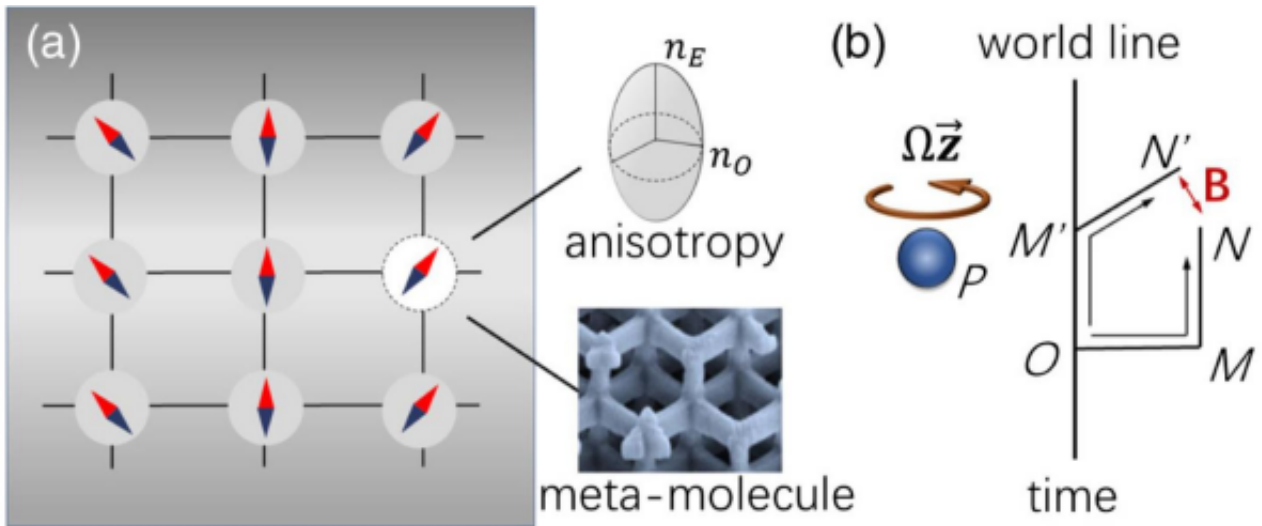 (a)
n_E
n_O
anisotropy
meta-molecule
(b)
world line
Ωz⃗
P
N'
B
M'
N
O
M
time